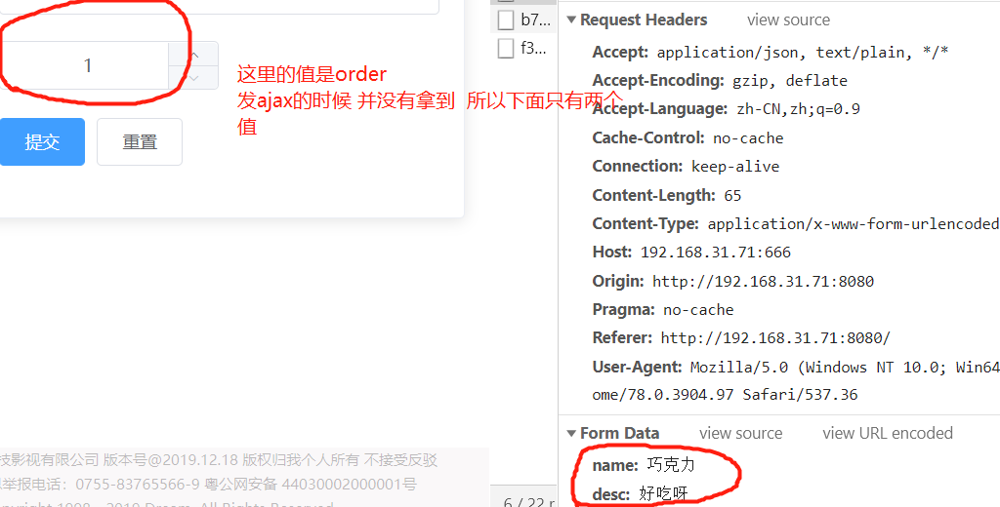 1
这里的值是order
发ajax的时候 并没有拿到 所以下面只有两个
值
提交 重置
技影视有限公司 版本号@2019.12.18 版权归我个人所有 不接受反驳
举报电话：0755-83765566-9 粤公网安备 44030002000001号
b7...
f3...
6 / 22 r
Request Headers view source
Accept: application/json, text/plain, */*
Accept-Encoding: gzip, deflate
Accept-Language: zh-CN,zh;q=0.9
Cache-Control: no-cache
Connection: keep-alive
Content-Length: 65
Content-Type: application/x-www-form-urlencoded
Host: 192.168.31.71:666
Origin: http://192.168.31.71:8080
Pragma: no-cache
Referer: http://192.168.31.71:8080/
User-Agent: Mozilla/5.0 (Windows NT 10.0; Win64
ome/78.0.3904.97 Safari/537.36
Form Data view source view URL encoded
name: 巧克力
desc: 好吃呀